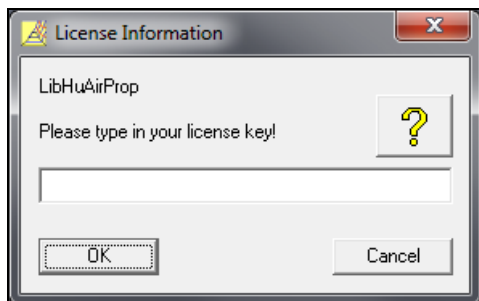 License Information
LibHuAirProp
Please type in your license key!
OK
Cancel